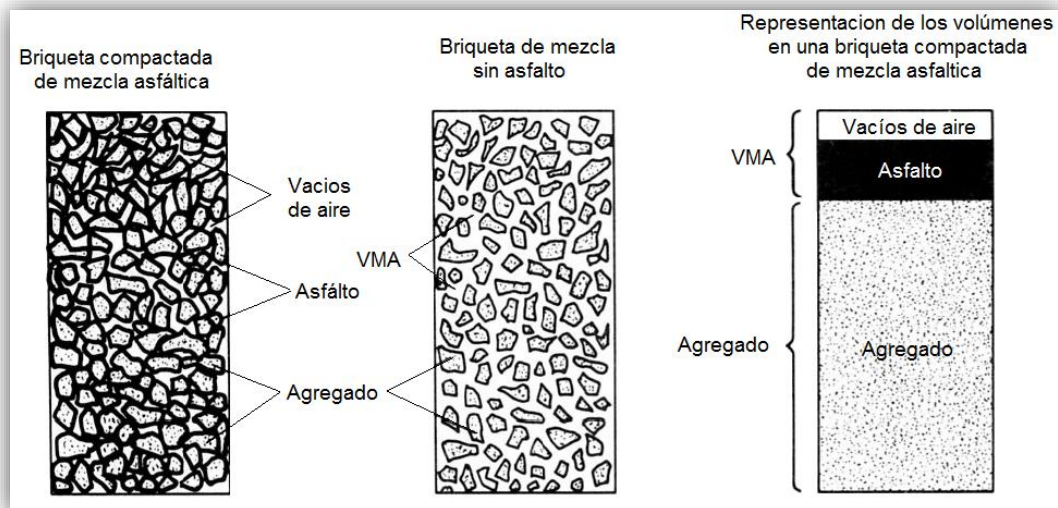 Briqueta compactada
de mezcla asfáltica
Vacios
de aire
Asfálto
Agregado
Briqueta de mezcla
sin asfalto
VMA
Representacion de los volúmenes
en una briqueta compactada
de mezcla asfaltica
VMA
Vacíos de aire
Asfalto
Agregado
Agregado